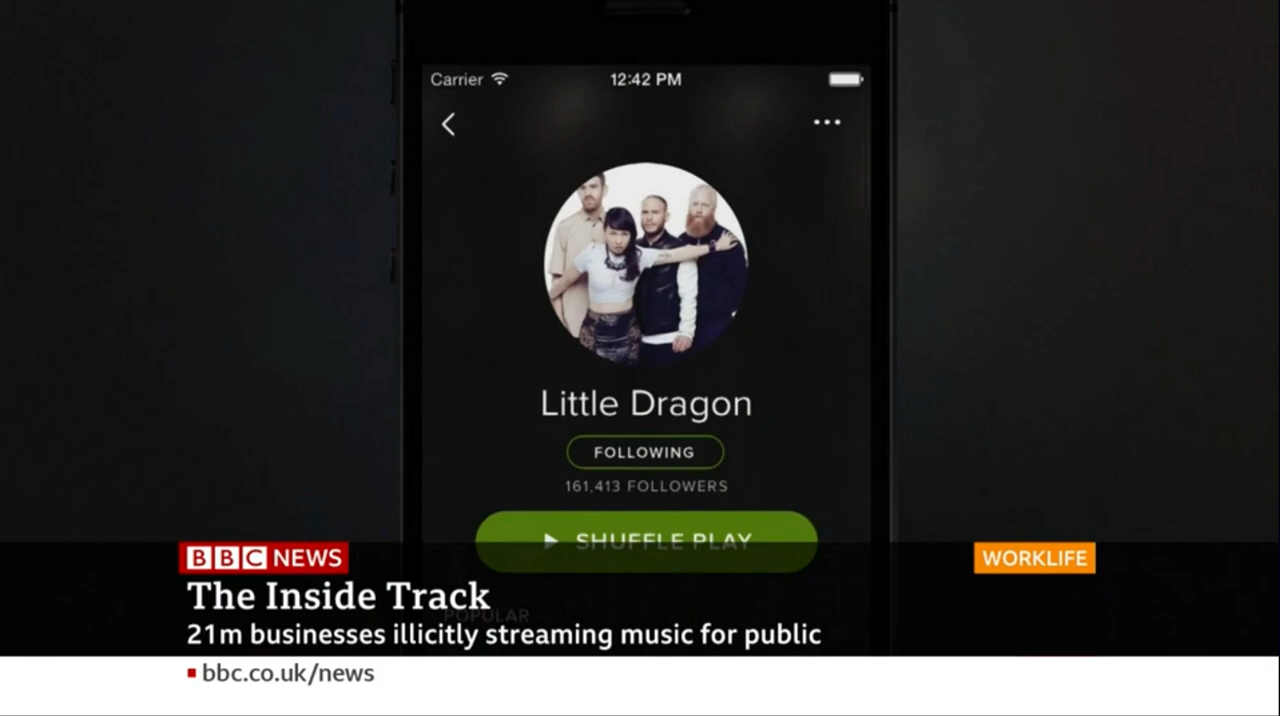 Carrier 12:42 PM
Little Dragon
FOLLOWING
161,413 FOLLOWERS
SHUFFLE PLAY
BBC NEWS
WORKLIFE
The Inside Track
POPULAR
21m businesses illicitly streaming music for public
bbc.co.uk/news